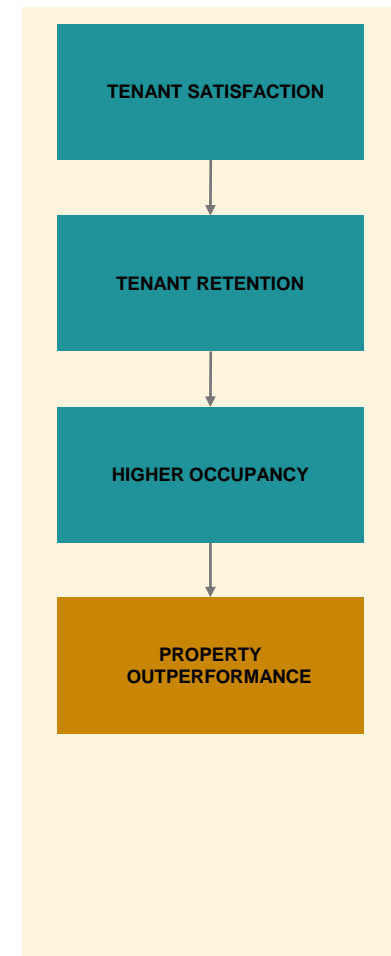 TENANT SATISFACTION
TENANT RETENTION
HIGHER OCCUPANCY
PROPERTY
OUTPERFORMANCE